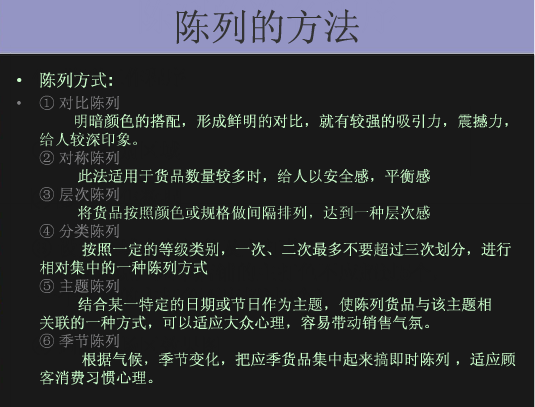 陈列的方法
• 陈列方式:
• ① 对比陈列
明暗颜色的搭配，形成鲜明的对比，就有较强的吸引力，震撼力，
给人较深印象。
② 对称陈列
此法适用于货品数量较多时，给人以安全感，平衡感
③ 层次陈列
将货品按照颜色或规格做间隔排列，达到一种层次感
④ 分类陈列
按照一定的等级类别，一次、二次最多不要超过三次划分，进行
相对集中的一种陈列方式
⑤ 主题陈列
结合某一特定的日期或节日作为主题，使陈列货品与该主题相
关联的一种方式，可以适应大众心理，容易带动销售气氛。
⑥ 季节陈列
根据气候，季节变化，把应季货品集中起来搞即时陈列 ，适应顾
客消费习惯心理。